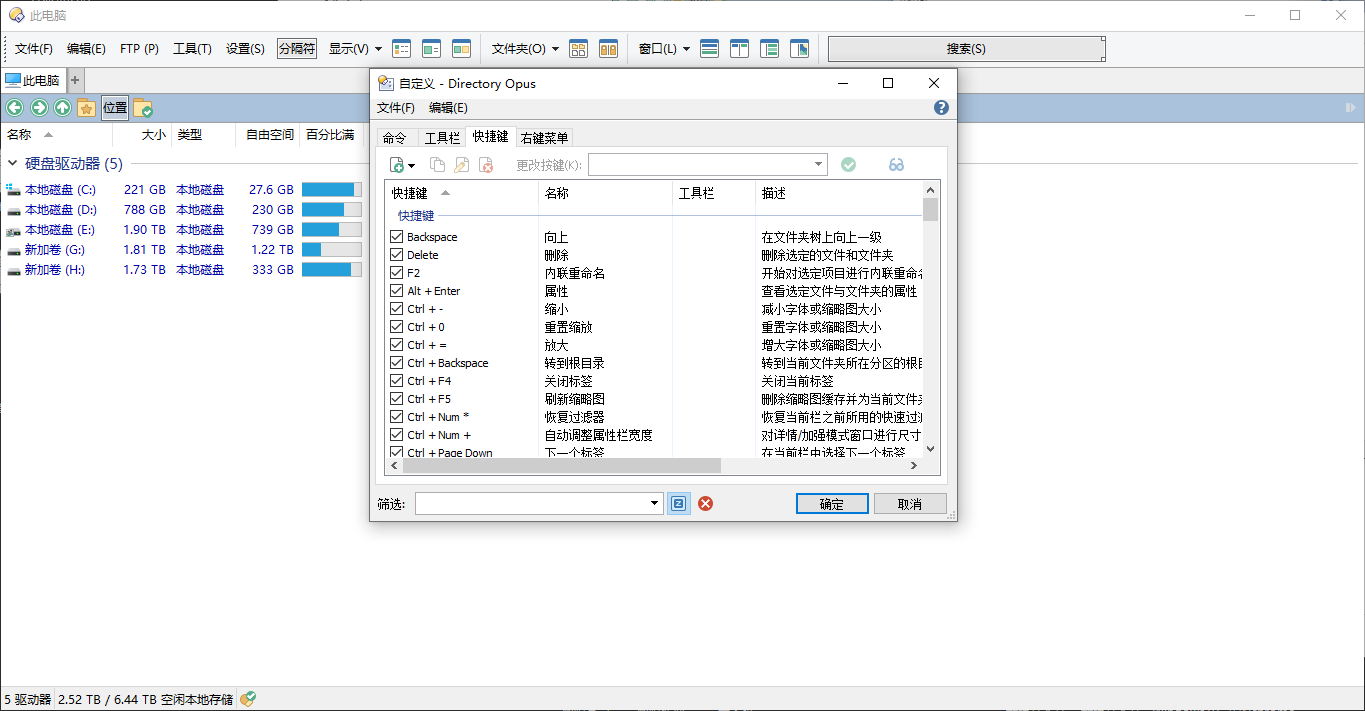 此电脑
文件(F) 编辑(E) FTP (P) 工具(T) 设置(S) 分隔符 显示(V) 文件夹(O) 窗口(L) 搜索(S)
此电脑 +
位置
名称 大小 类型 自由空间 百分比满
硬盘驱动器 (5)
本地磁盘 (C:) 221 GB 本地磁盘 27.6 GB
本地磁盘 (D:) 788 GB 本地磁盘 230 GB
本地磁盘 (E:) 1.90 TB 本地磁盘 739 GB
新加卷 (G:) 1.81 TB 本地磁盘 1.22 TB
新加卷 (H:) 1.73 TB 本地磁盘 333 GB
自定义 - Directory Opus
文件(F) 编辑(E)
命令 工具栏 快捷键 右键菜单
更改按键(K):
快捷键 名称 工具栏 描述
快捷键
Backspace 向上 在文件夹树上向上一级
Delete 删除 删除选定的文件和文件夹
F2 内联重命名 开始对选定项目进行内联重命名
Alt + Enter 属性 查看选定文件与文件夹的属性
Ctrl + - 缩小 减小字体或缩略图大小
Ctrl + 0 重置缩放 重置字体或缩略图大小
Ctrl + = 放大 增大字体或缩略图大小
Ctrl + Backspace 转到根目录 转到当前文件夹所在分区的根目
Ctrl + F4 关闭标签 关闭当前标签
Ctrl + F5 刷新缩略图 删除缩略图缓存并为当前文件夹
Ctrl + Num * 恢复过滤器 恢复当前栏之前所用的快速过滤
Ctrl + Num + 自动调整属性栏宽度 对详情/加强模式窗口进行尺寸
Ctrl + Page Down 下一个标签 在当前栏中选择下一个标签
筛选: 确定 取消
5 驱动器 2.52 TB / 6.44 TB 空闲本地存储